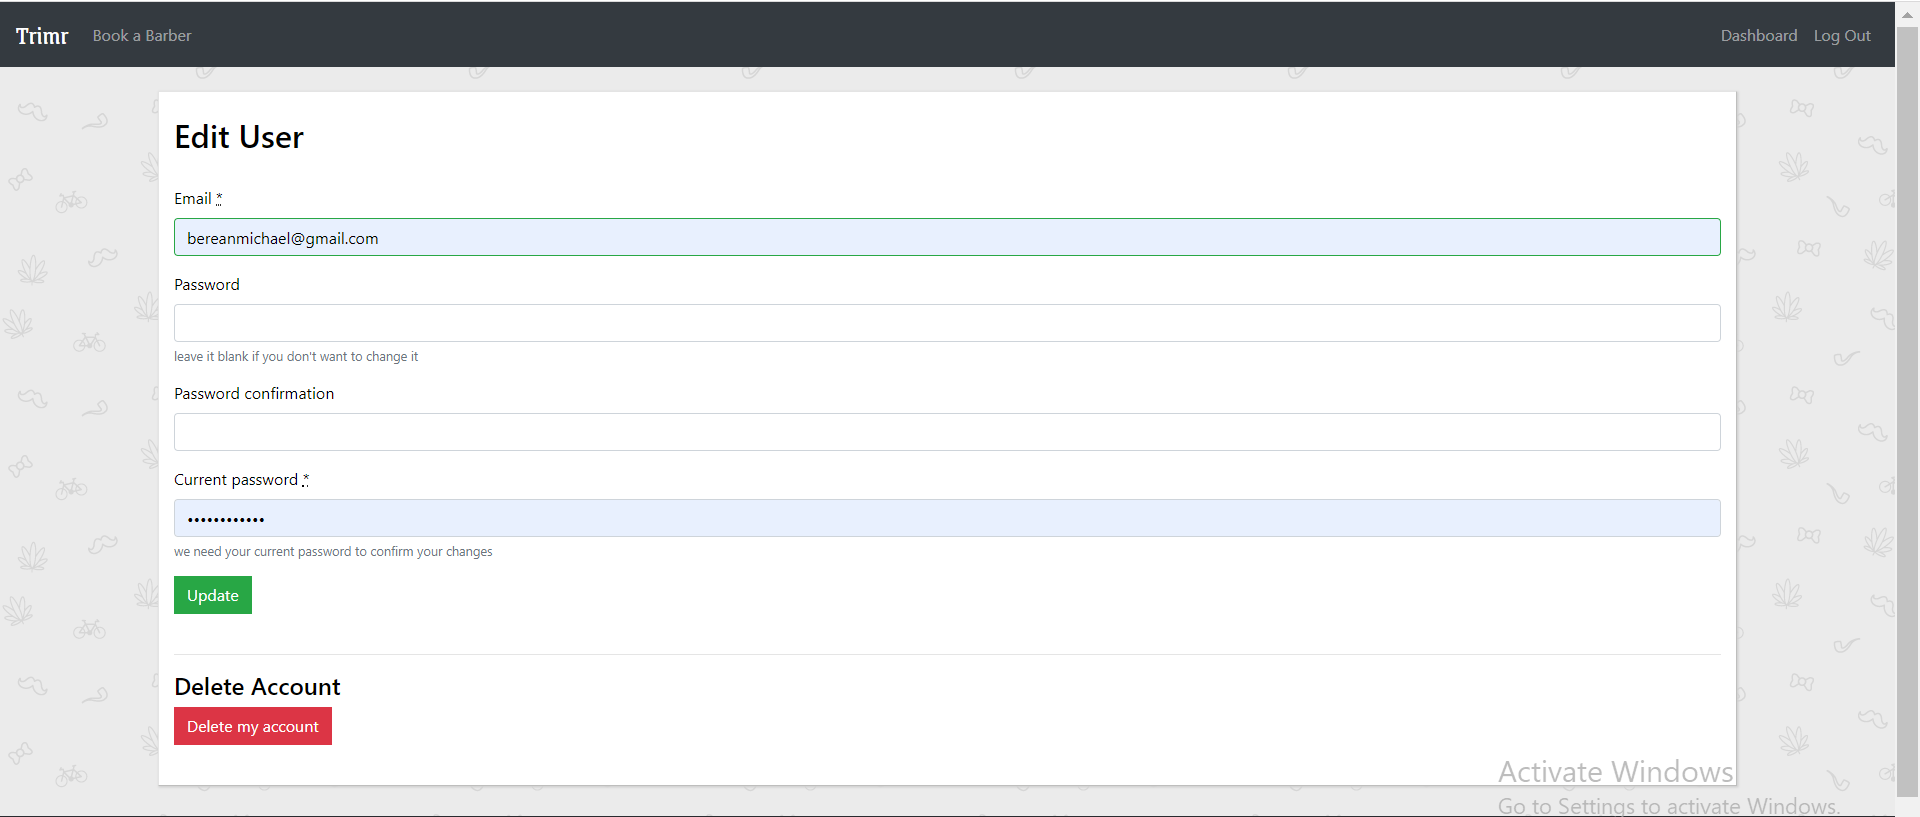 Trimr Book a Barber Dashboard Log Out
Edit User
Email *
bereanmichael@gmail.com
Password
leave it blank if you don't want to change it
Password confirmation
Current password *
••••••••••••
we need your current password to confirm your changes
Update
Delete Account
Delete my account
Activate Windows
Go to Settings to activate Windows.